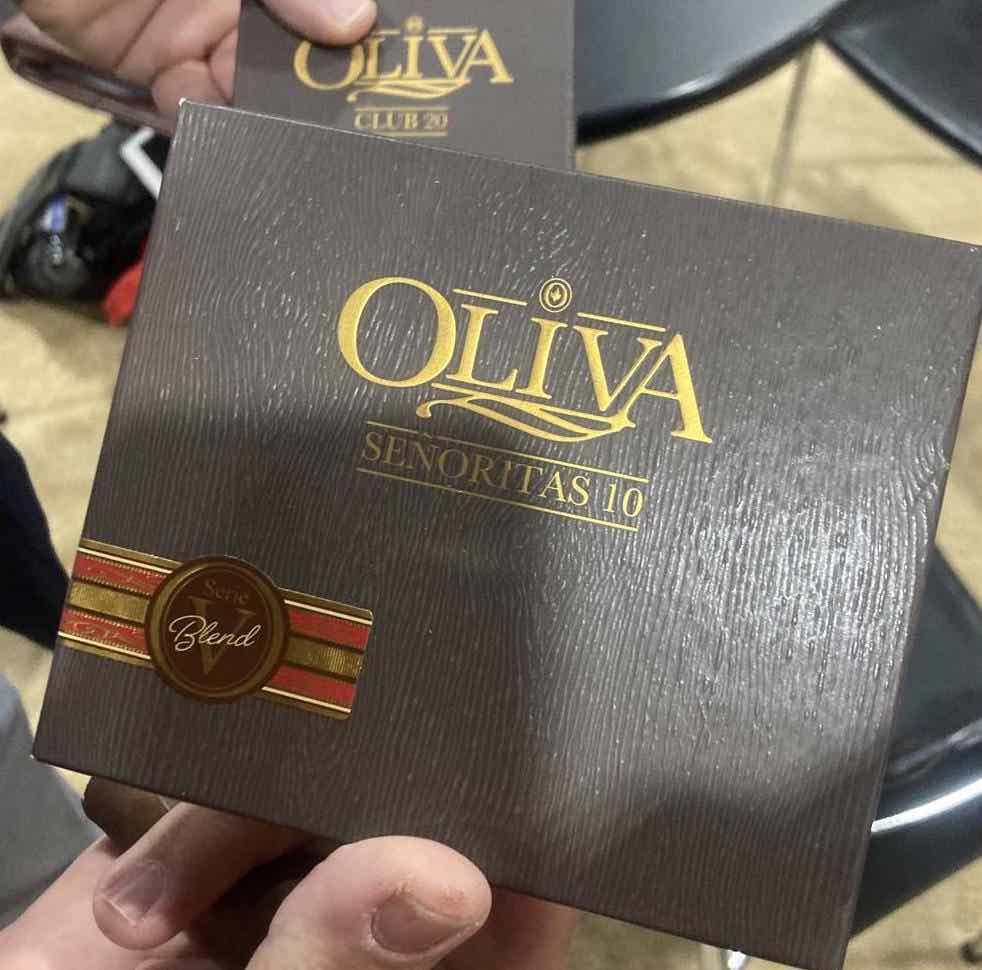 OLIVA
CLUB 20
OLIVA
SEÑORITAS 10
Serie
V
Blend